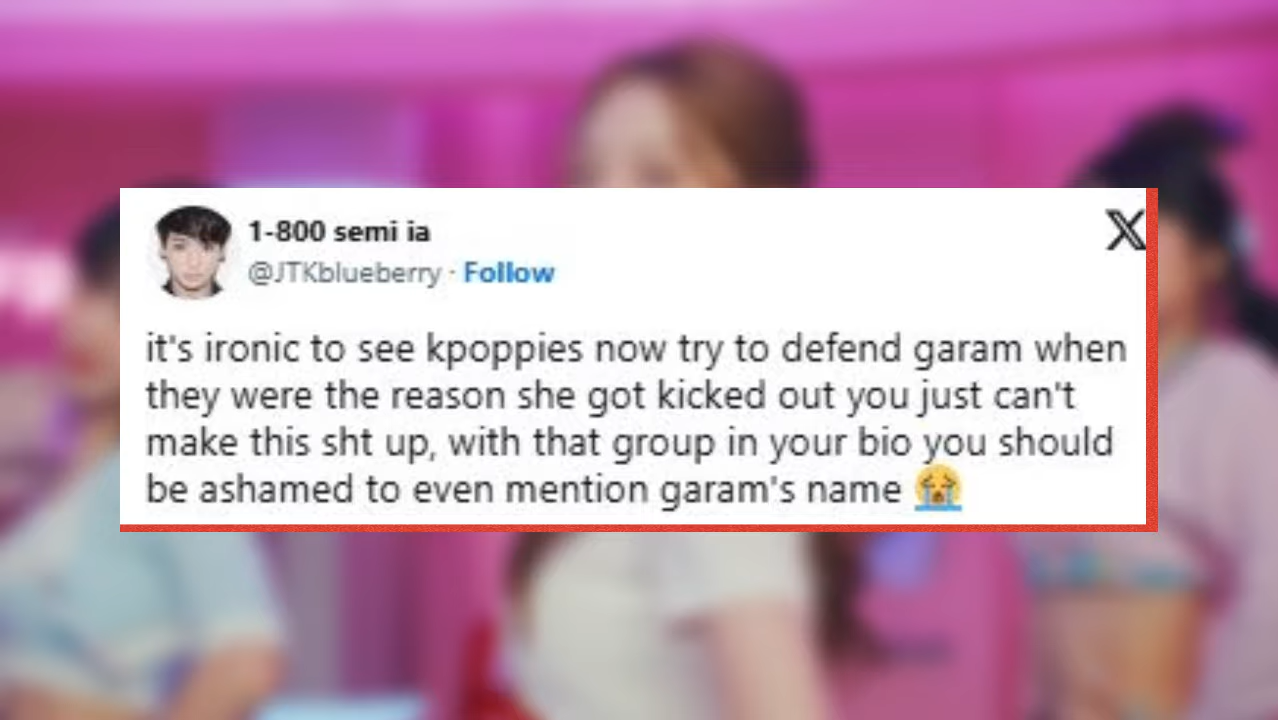 1-800 semi ia
@JTKblueberry · Follow
it's ironic to see kpoppies now try to defend garam when
they were the reason she got kicked out you just can't
make this sht up, with that group in your bio you should
be ashamed to even mention garam's name 😭